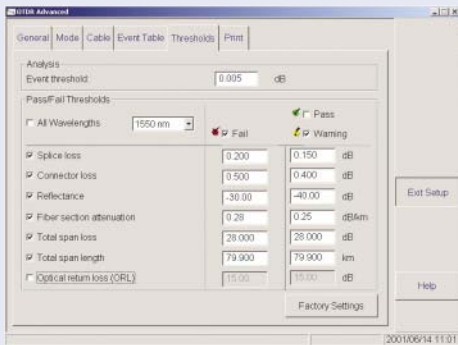 OTDR Advanced
General Mode Cable Event Table Thresholds Print
Analysis
Event threshold: 0.005 dB
Pass/Fail Thresholds
Pass
All Wavelengths 1550 nm Fail Warning
Splice loss 0.200 0.150 dB
Connector loss 0.500 0.400 dB
Reflectance -30.00 -40.00 dB
Fiber section attenuation 0.28 0.25 dB/km
Total span loss 28.000 28.000 dB
Total span length 79.900 79.900 km
Optical return loss (ORL) 15.00 15.00 dB
Factory Settings
Exit Setup
Help
2001/06/14 11:01